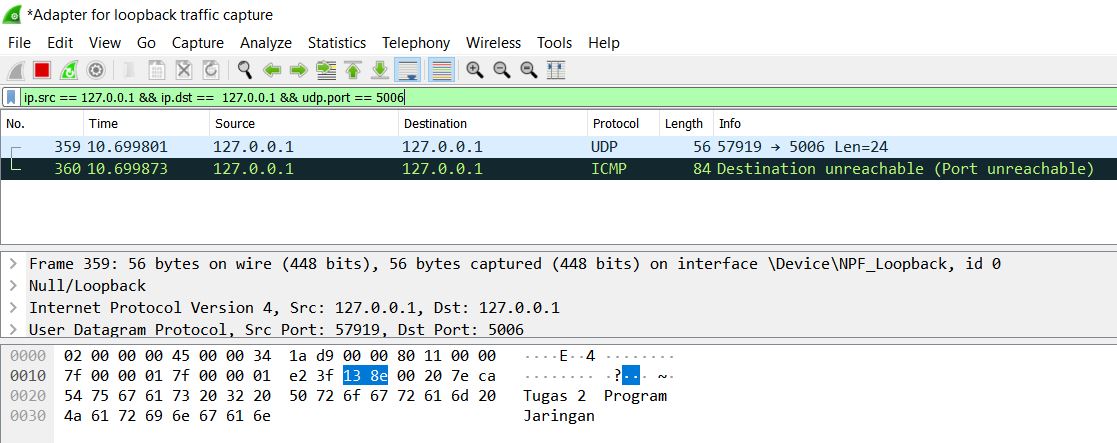 *Adapter for loopback traffic capture
File Edit View Go Capture Analyze Statistics Telephony Wireless Tools Help
ip.src == 127.0.0.1 && ip.dst ==  127.0.0.1 && udp.port == 5006
No. Time Source Destination Protocol Length Info
359 10.699801 127.0.0.1 127.0.0.1 UDP 56 57919 → 5006 Len=24
360 10.699873 127.0.0.1 127.0.0.1 ICMP 84 Destination unreachable (Port unreachable)
> Frame 359: 56 bytes on wire (448 bits), 56 bytes captured (448 bits) on interface \Device\NPF_Loopback, id 0
> Null/Loopback
> Internet Protocol Version 4, Src: 127.0.0.1, Dst: 127.0.0.1
> User Datagram Protocol, Src Port: 57919, Dst Port: 5006
0000 02 00 00 00 45 00 00 34 1a d9 00 00 80 11 00 00 ····E··4 ········
0010 7f 00 00 01 7f 00 00 01 e2 3f 13 8e 00 20 7e ca ········ ·?··· ~·
0020 54 75 67 61 73 20 32 20 50 72 6f 67 72 61 6d 20 Tugas 2  Program
0030 4a 61 72 69 6e 67 61 6e Jaringan